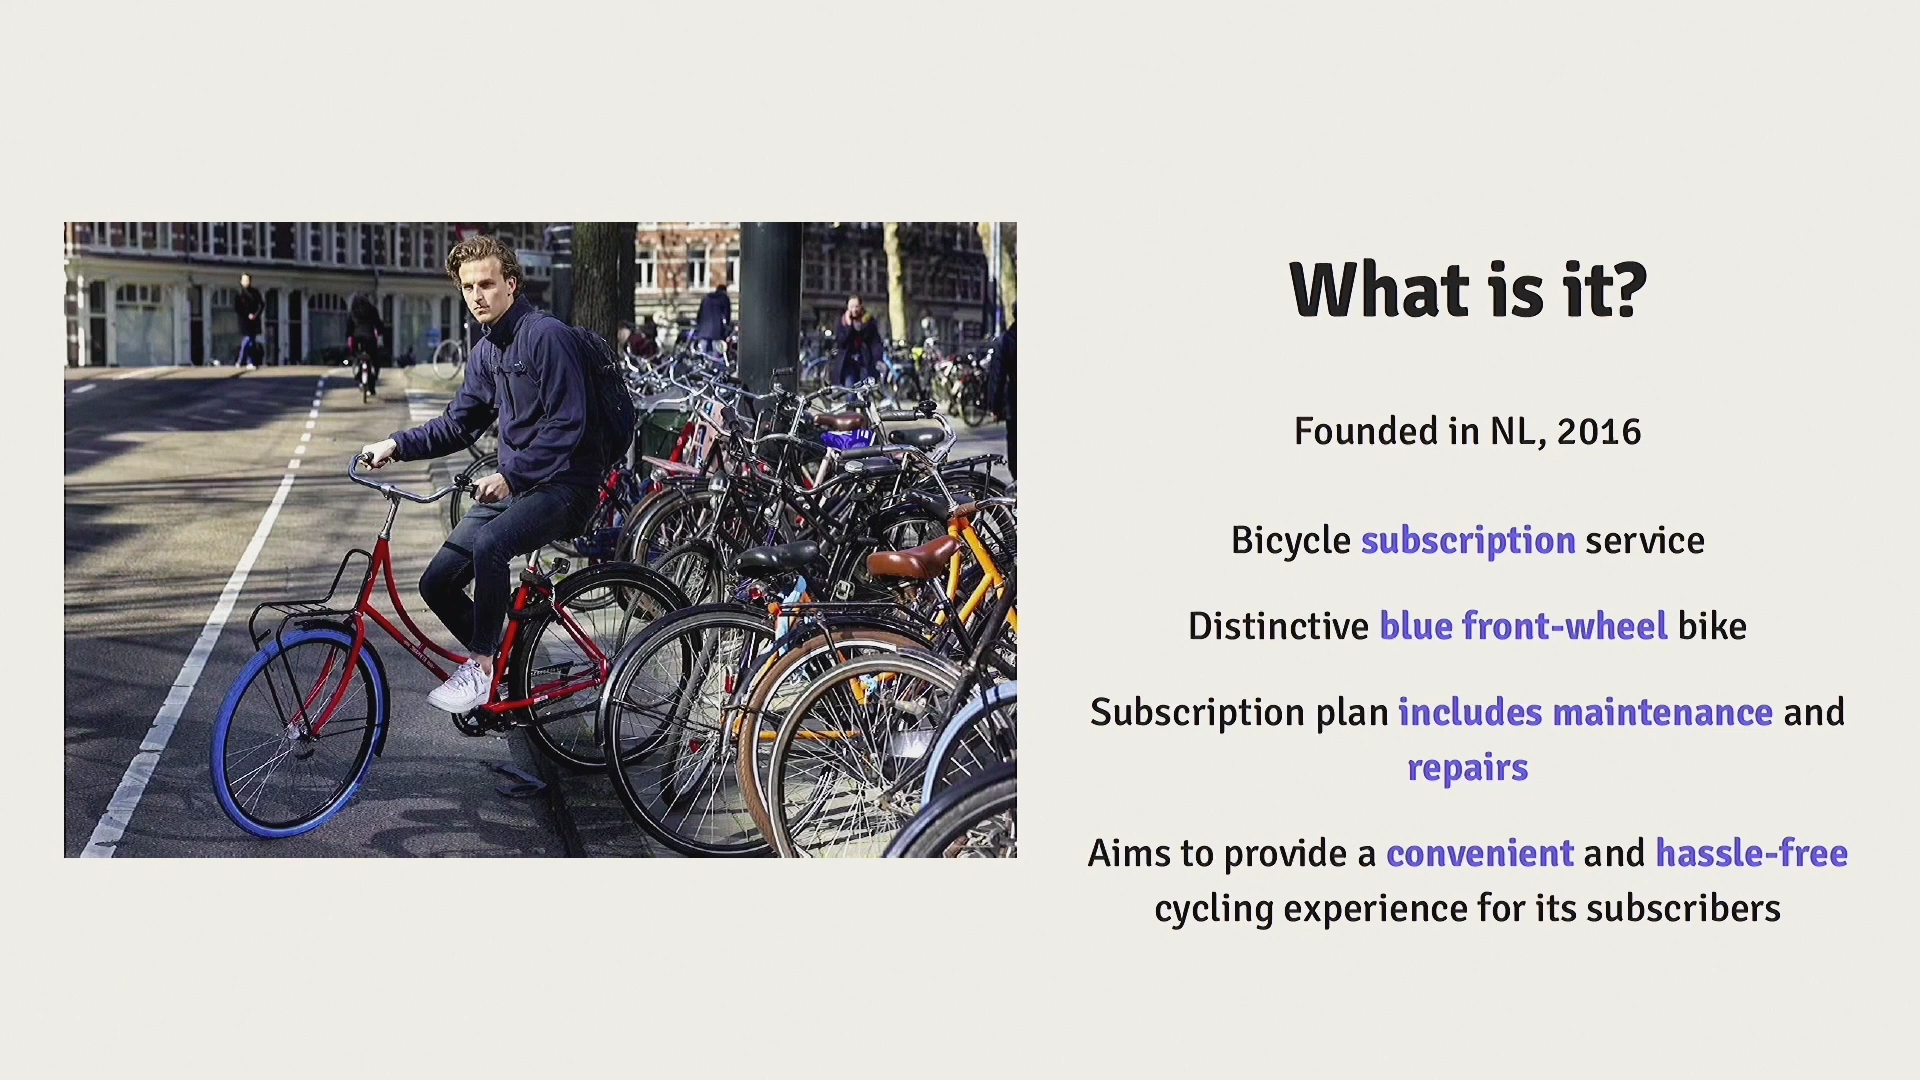 What is it?
Founded in NL, 2016
Bicycle subscription service
Distinctive blue front-wheel bike
Subscription plan includes maintenance and
repairs
Aims to provide a convenient and hassle-free
cycling experience for its subscribers